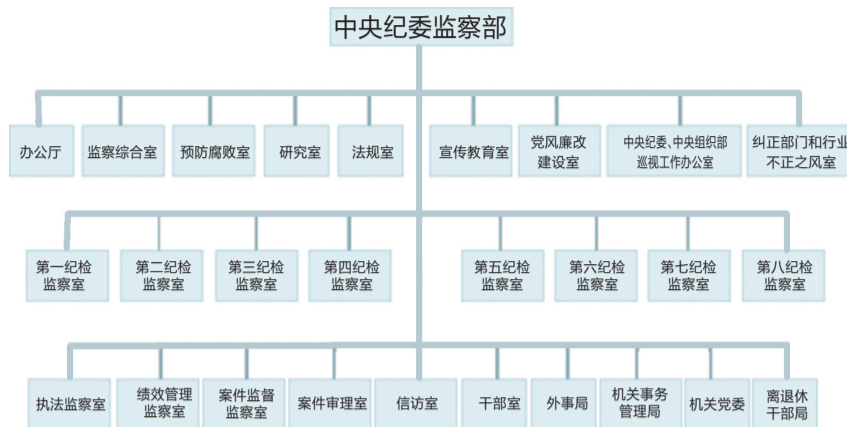 中央纪委监察部
办公厅
监察综合室
预防腐败室
研究室
法规室
宣传教育室
党风廉改
建设室
中央纪委、中央组织部
巡视工作办公室
纠正部门和行业
不正之风室
第一纪检
监察室
第二纪检
监察室
第三纪检
监察室
第四纪检
监察室
第五纪检
监察室
第六纪检
监察室
第七纪检
监察室
第八纪检
监察室
执法监察室
绩效管理
监察室
案件监督
监察室
案件审理室
信访室
干部室
外事局
机关事务
管理局
机关党委
离退休
干部局